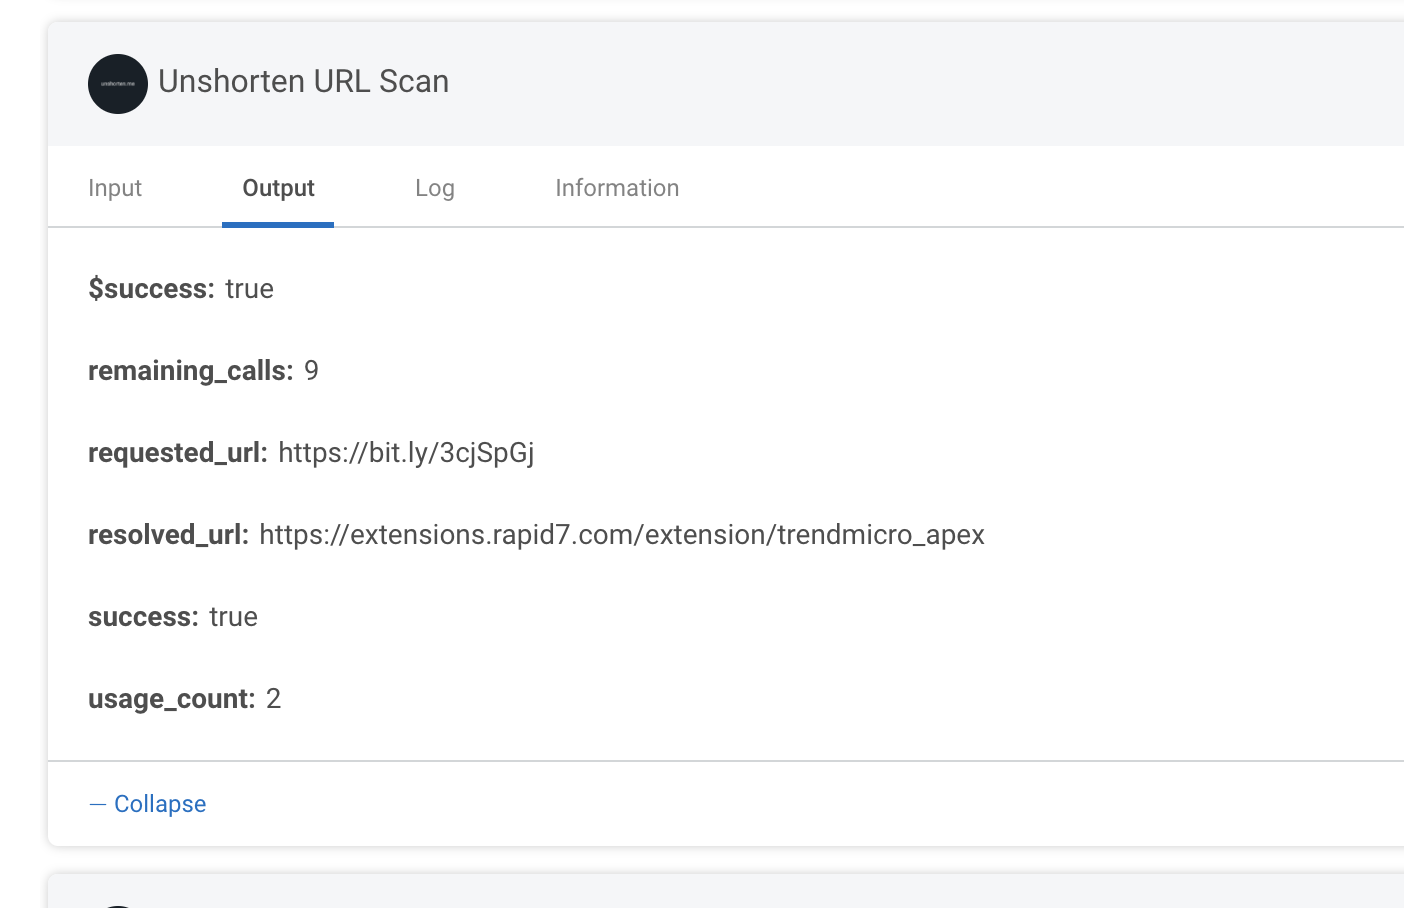 unshorten.me
Unshorten URL Scan
Input Output Log Information
$success: true
remaining_calls: 9
requested_url: https://bit.ly/3cjSpGj
resolved_url: https://extensions.rapid7.com/extension/trendmicro_apex
success: true
usage_count: 2
— Collapse